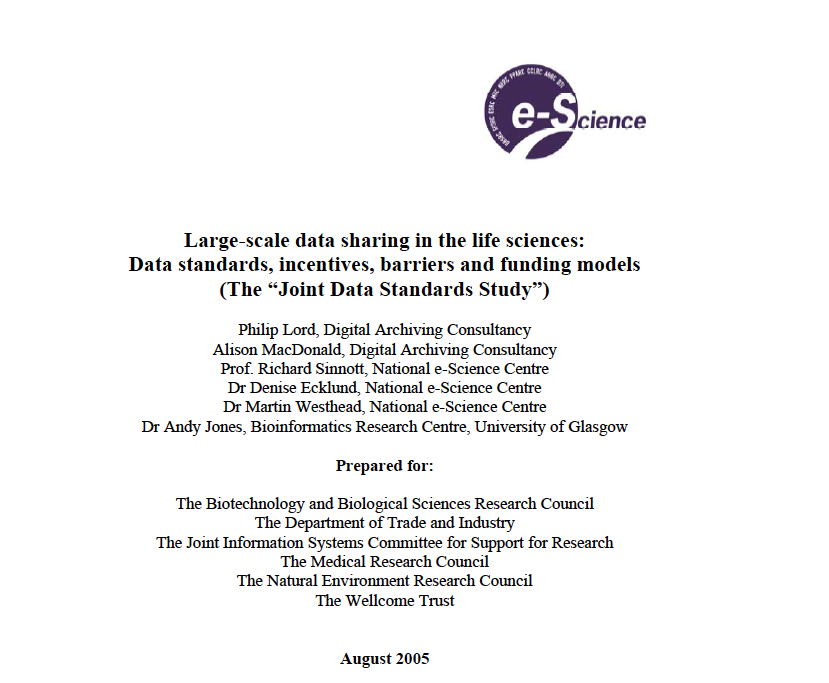 e-Science
Large-scale data sharing in the life sciences:
Data standards, incentives, barriers and funding models
(The “Joint Data Standards Study”)
Philip Lord, Digital Archiving Consultancy
Alison MacDonald, Digital Archiving Consultancy
Prof. Richard Sinnott, National e-Science Centre
Dr Denise Ecklund, National e-Science Centre
Dr Martin Westhead, National e-Science Centre
Dr Andy Jones, Bioinformatics Research Centre, University of Glasgow
Prepared for:
The Biotechnology and Biological Sciences Research Council
The Department of Trade and Industry
The Joint Information Systems Committee for Support for Research
The Medical Research Council
The Natural Environment Research Council
The Wellcome Trust
August 2005